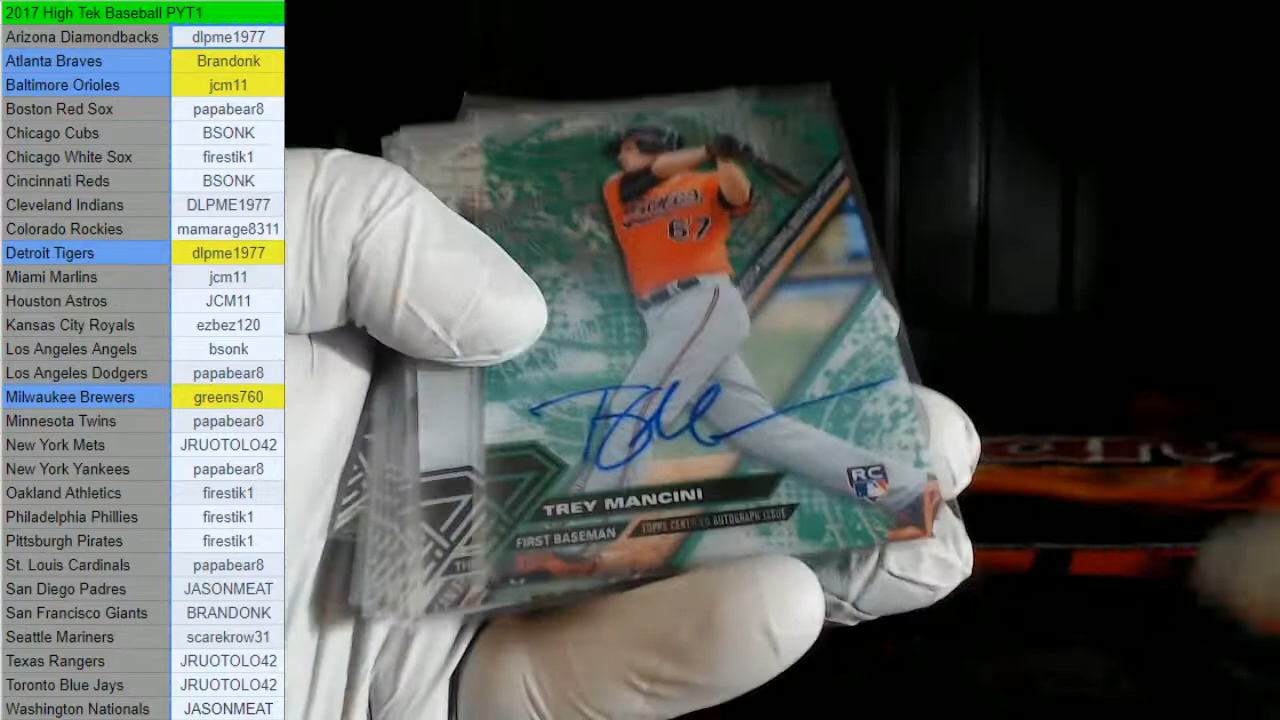 2017 High Tek Baseball PYT1
Arizona Diamondbacks dlpme1977
Atlanta Braves Brandonk
Baltimore Orioles jcm11
Boston Red Sox papabear8
Chicago Cubs BSONK
Chicago White Sox firestik1
Cincinnati Reds BSONK
Cleveland Indians DLPME1977
Colorado Rockies mamarage8311
Detroit Tigers dlpme1977
Miami Marlins jcm11
Houston Astros JCM11
Kansas City Royals ezbez120
Los Angeles Angels bsonk
Los Angeles Dodgers papabear8
Milwaukee Brewers greens760
Minnesota Twins papabear8
New York Mets JRUOTOLO42
New York Yankees papabear8
Oakland Athletics firestik1
Philadelphia Phillies firestik1
Pittsburgh Pirates firestik1
St. Louis Cardinals papabear8
San Diego Padres JASONMEAT
San Francisco Giants BRANDONK
Seattle Mariners scarekrow31
Texas Rangers JRUOTOLO42
Toronto Blue Jays JRUOTOLO42
Washington Nationals JASONMEAT
67
RC
TREY MANCINI
FIRST BASEMAN
TOPPS CERTIFIED AUTOGRAPH ISSUE